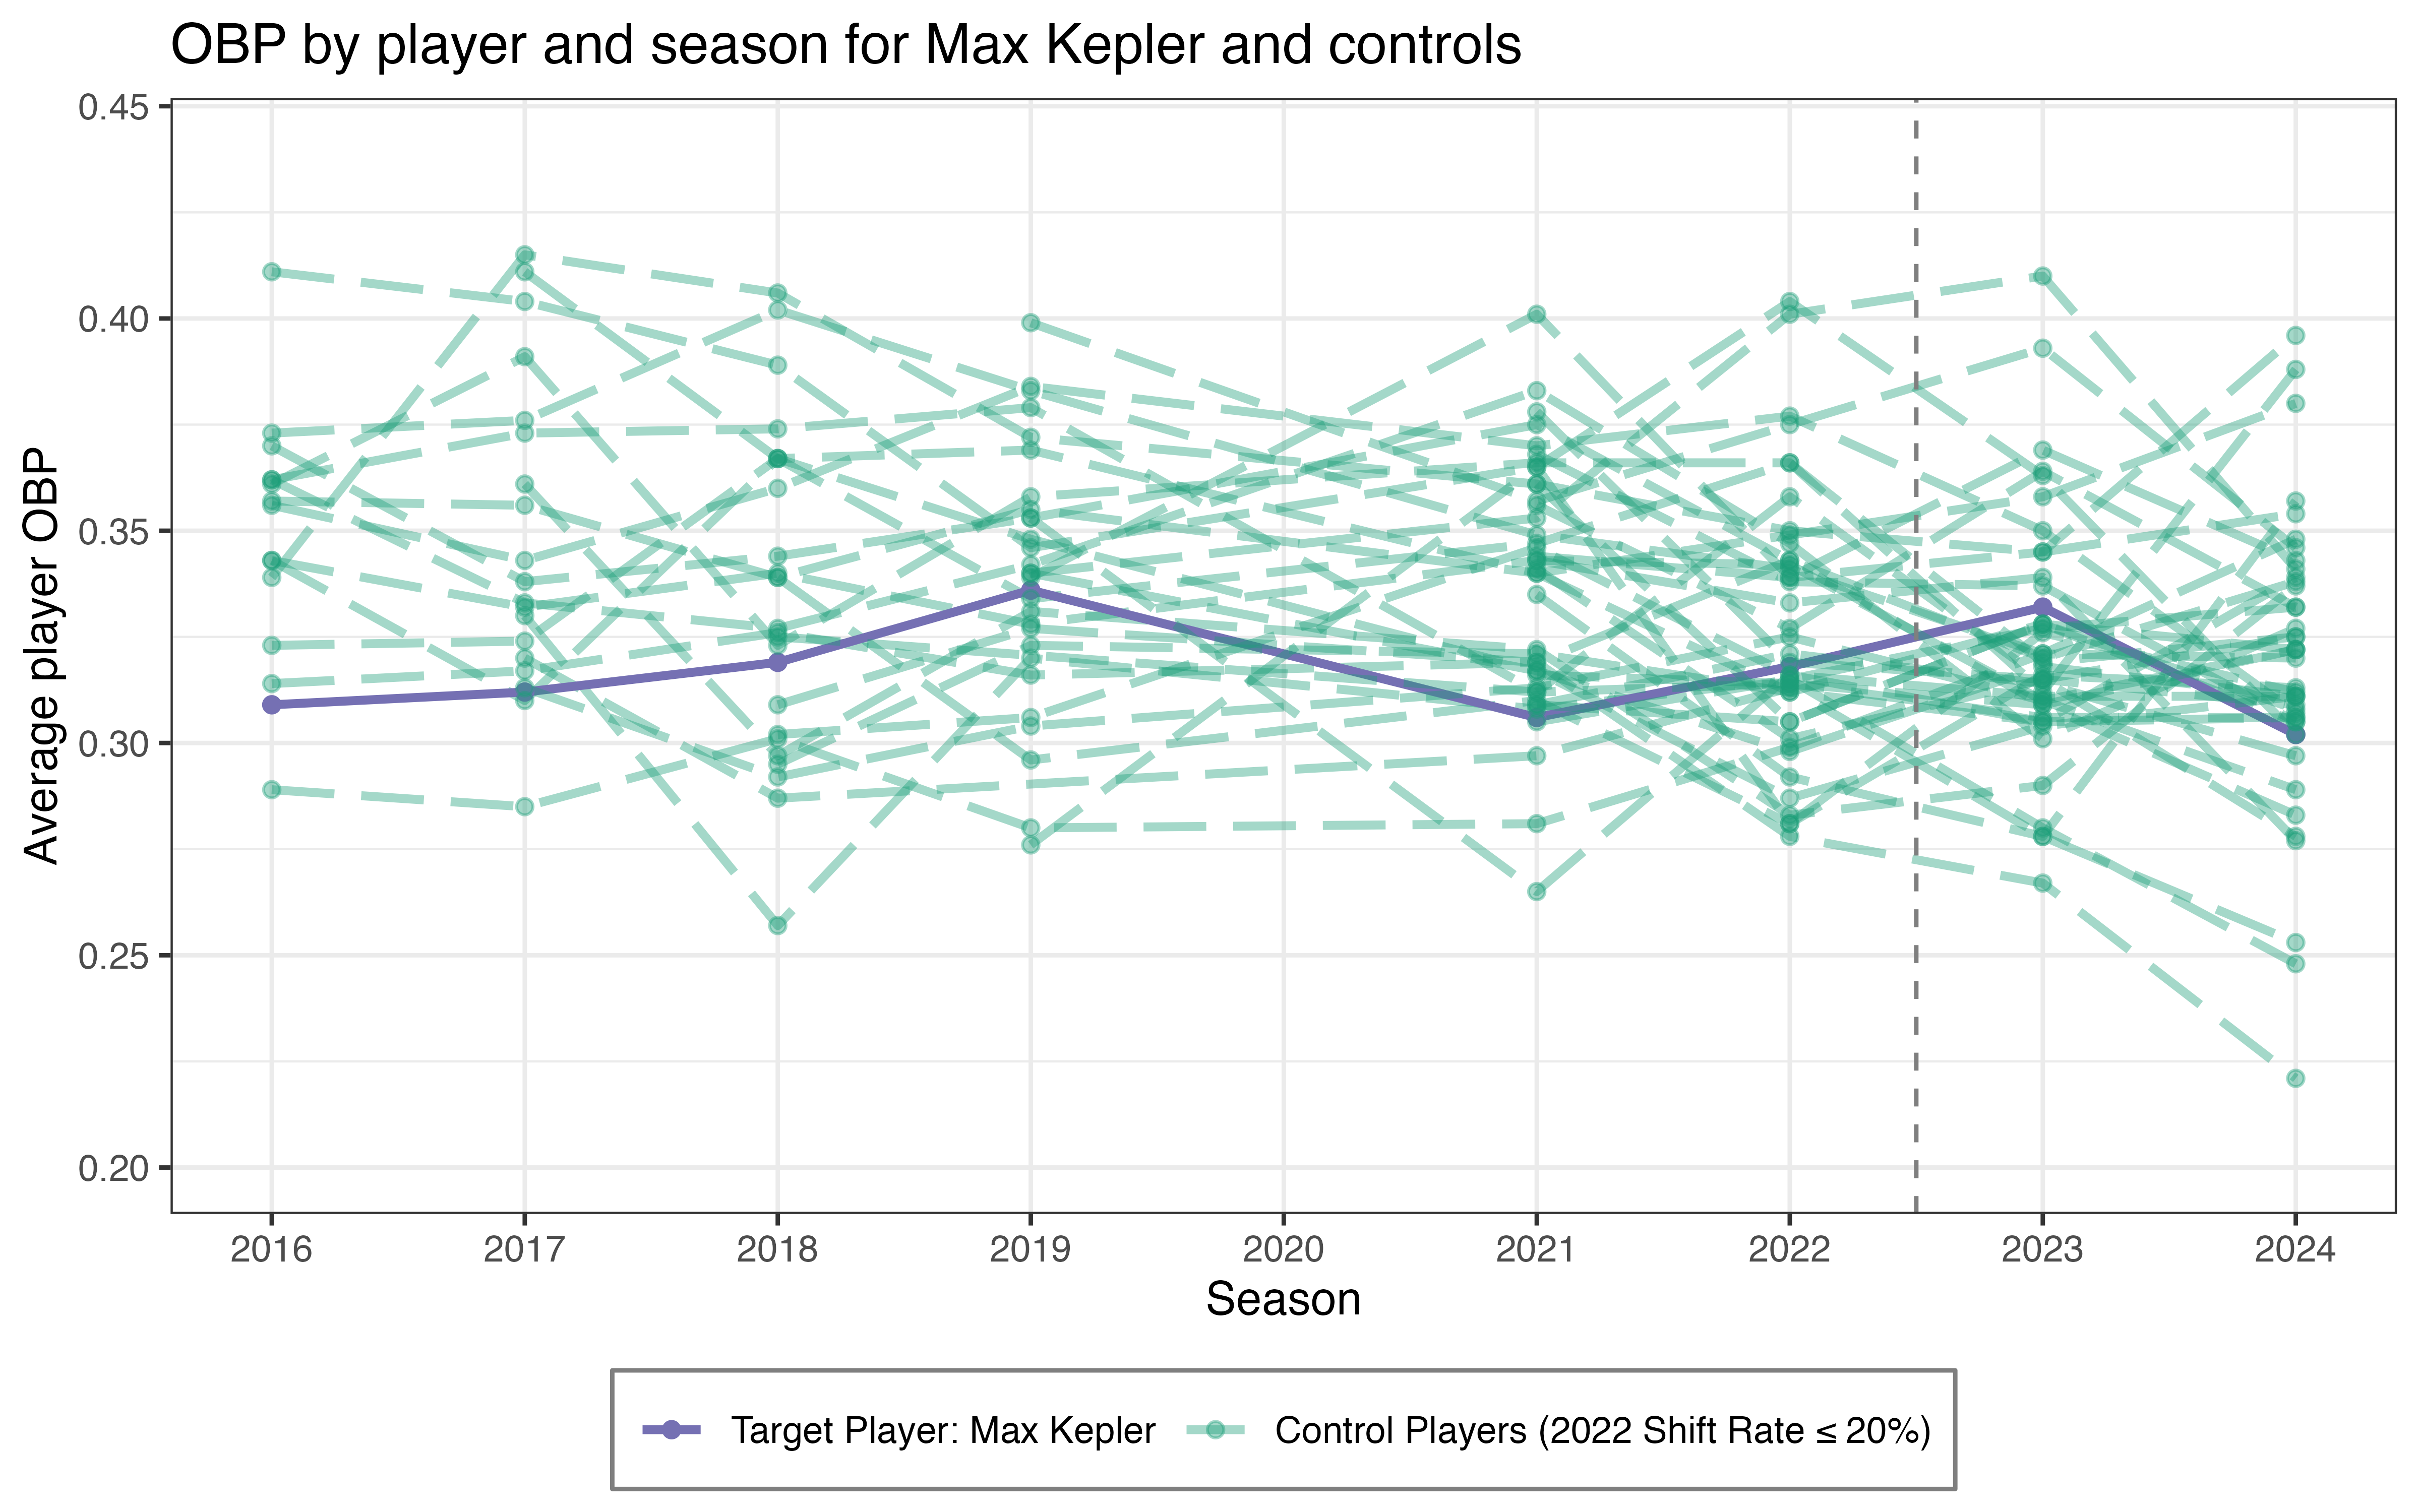 OBP by player and season for Max Kepler and controls
Average player OBP
0.45
0.40
0.35
0.30
0.25
0.20
2016 2017 2018 2019 2020 2021 2022 2023 2024
Season
Target Player: Max Kepler Control Players (2022 Shift Rate ≤ 20%)